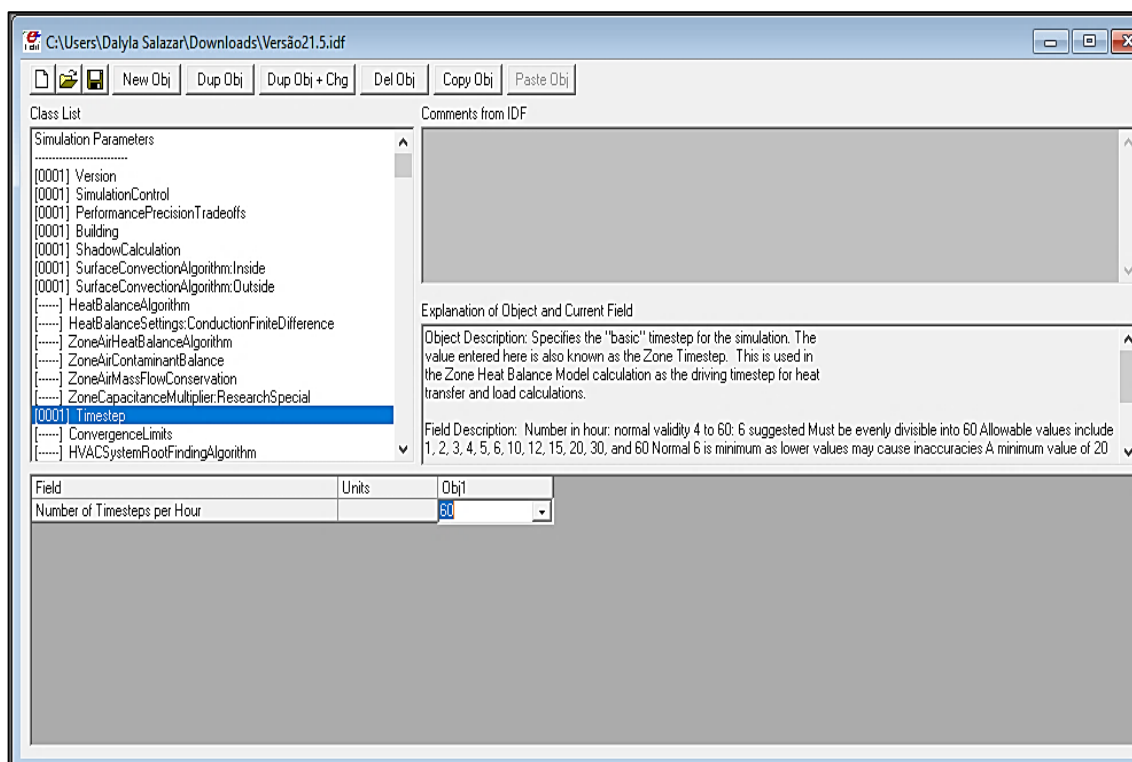 C:\Users\Dalyla Salazar\Downloads\Versão21.5.idf
New Obj Dup Obj Dup Obj + Chg Del Obj Copy Obj Paste Obj
Class List
Simulation Parameters
-------------------------
[0001] Version
[0001] SimulationControl
[0001] PerformancePrecisionTradeoffs
[0001] Building
[0001] ShadowCalculation
[0001] SurfaceConvectionAlgorithm:Inside
[0001] SurfaceConvectionAlgorithm:Outside
[------] HeatBalanceAlgorithm
[------] HeatBalanceSettings:ConductionFiniteDifference
[------] ZoneAirHeatBalanceAlgorithm
[------] ZoneAirContaminantBalance
[------] ZoneAirMassFlowConservation
[------] ZoneCapacitanceMultiplier:ResearchSpecial
[0001] Timestep
[------] ConvergenceLimits
[------] HVACSystemRootFindingAlgorithm
Comments from IDF
Explanation of Object and Current Field
Object Description: Specifies the "basic" timestep for the simulation. The
value entered here is also known as the Zone Timestep. This is used in
the Zone Heat Balance Model calculation as the driving timestep for heat
transfer and load calculations.
Field Description: Number in hour: normal validity 4 to 60: 6 suggested Must be evenly divisible into 60 Allowable values include
1, 2, 3, 4, 5, 6, 10, 12, 15, 20, 30, and 60 Normal 6 is minimum as lower values may cause inaccuracies A minimum value of 20
Field Units Obj1
Number of Timesteps per Hour 60